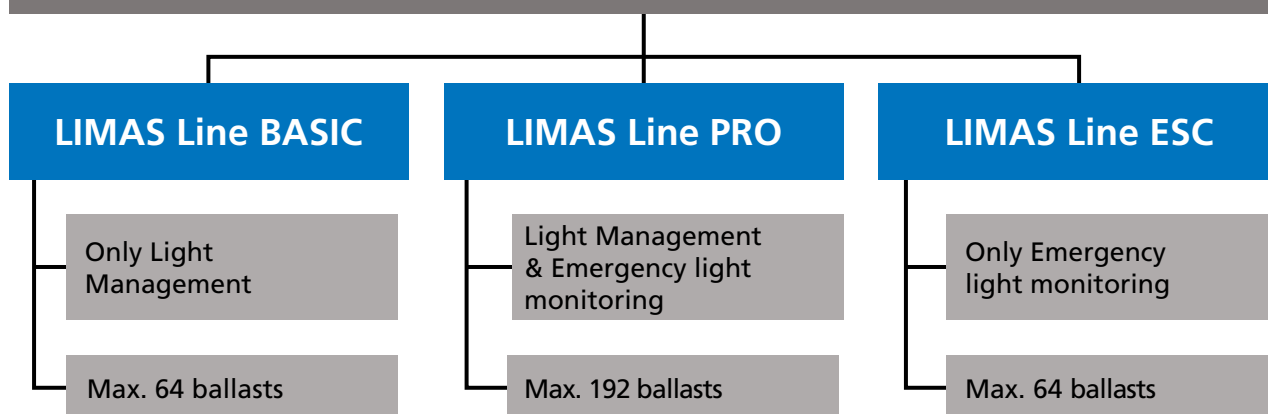 LIMAS Line BASIC
Only Light
Management
Max. 64 ballasts
LIMAS Line PRO
Light Management
& Emergency light
monitoring
Max. 192 ballasts
LIMAS Line ESC
Only Emergency
light monitoring
Max. 64 ballasts